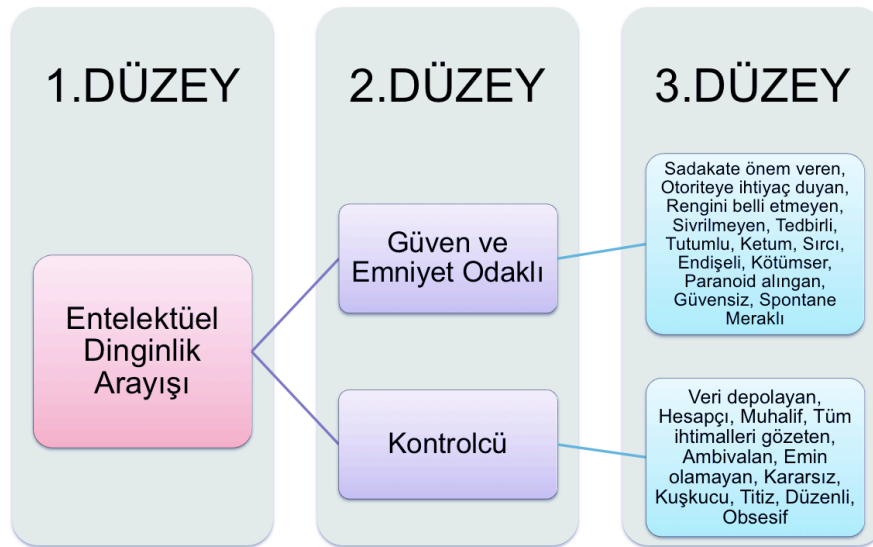 1.DÜZEY
2.DÜZEY
3.DÜZEY
Entelektüel
Dinginlik
Arayışı
Güven ve
Emniyet Odaklı
Kontrolcü
Sadakate önem veren,
Otoriteye ihtiyaç duyan,
Rengini belli etmeyen,
Sivrilmeyen, Tedbirli,
Tutumlu, Ketum, Sırcı,
Endişeli, Kötümser,
Paranoid alıngan,
Güvensiz, Spontane
Meraklı
Veri depolayan,
Hesapçı, Muhalif, Tüm
ihtimalleri gözeten,
Ambivalan, Emin
olamayan, Kararsız,
Kuşkucu, Titiz, Düzenli,
Obsesif